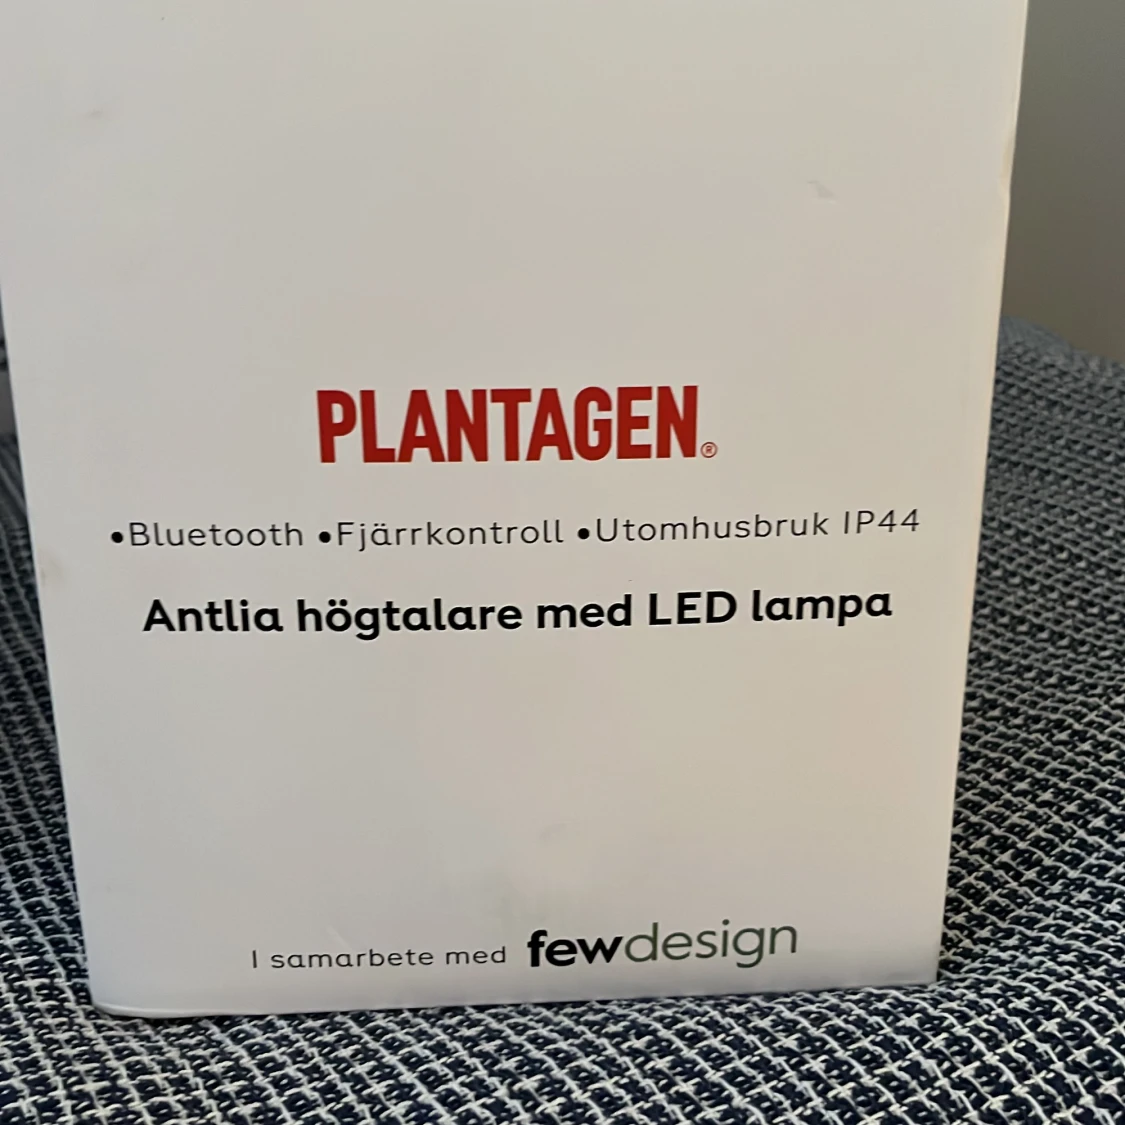 PLANTAGEN®
•Bluetooth •Fjärrkontroll •Utomhusbruk IP44
Antlia högtalare med LED lampa
I samarbete med fewdesign